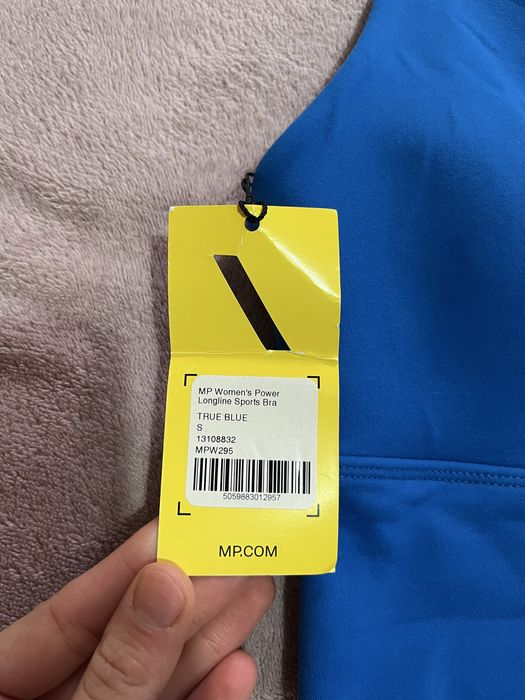 MP Women's Power
Longline Sports Bra
TRUE BLUE
S
13108832
MPW295
5059883012957
MP.COM